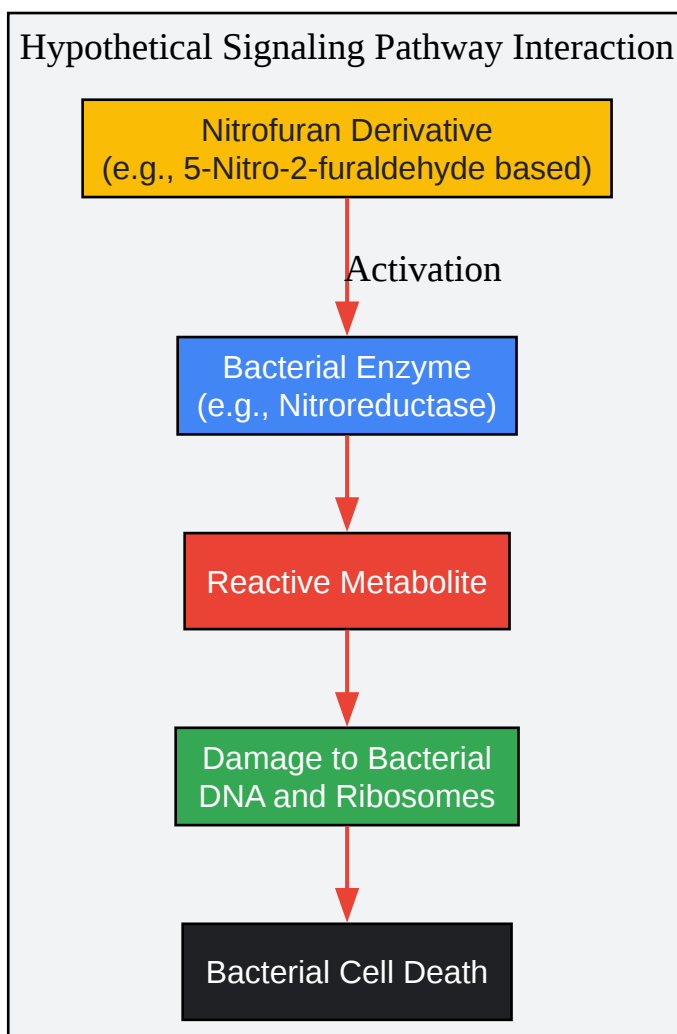 Hypothetical Signaling Pathway Interaction
Nitrofuran Derivative
(e.g., 5-Nitro-2-furaldehyde based)
Activation
Bacterial Enzyme
(e.g., Nitroreductase)
Reactive Metabolite
Damage to Bacterial
DNA and Ribosomes
Bacterial Cell Death